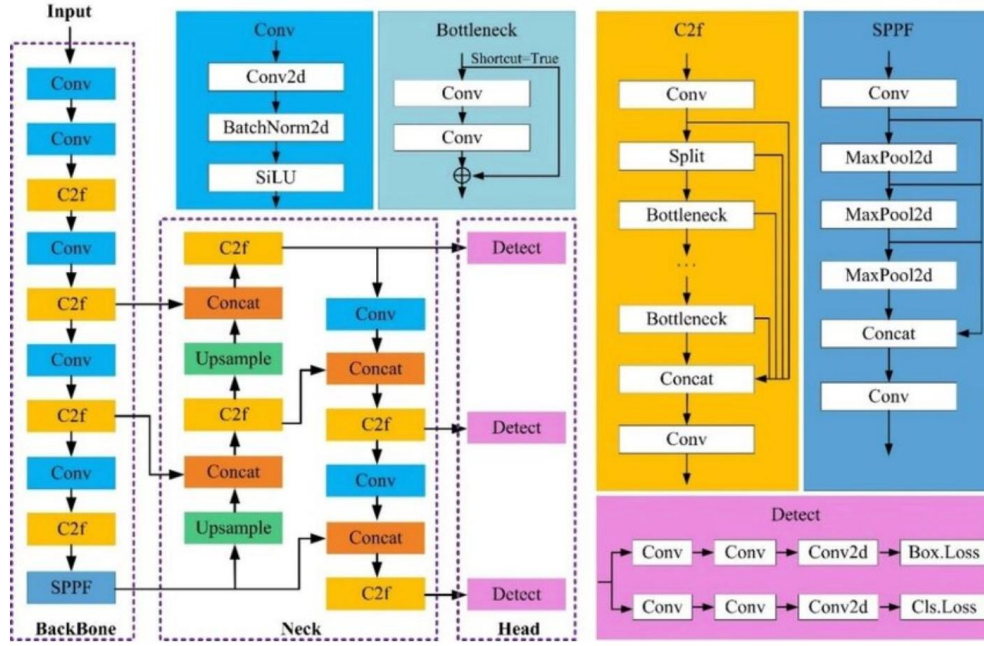 Input
Conv
Conv
C2f
Conv
C2f
Conv
C2f
Conv
C2f
SPPF
BackBone
C2f
Concat
Upsample
C2f
Concat
Upsample
Conv
Concat
C2f
Conv
Concat
C2f
Neck
Detect
Detect
Detect
Head
Conv
Conv2d
BatchNorm2d
SiLU
Bottleneck
Shortcut=True
Conv
Conv
C2f
Conv
Split
Bottleneck
...
Bottleneck
Concat
Conv
SPPF
Conv
MaxPool2d
MaxPool2d
MaxPool2d
Concat
Conv
Detect
Conv Conv Conv2d Box.Loss
Conv Conv Conv2d Cls.Loss